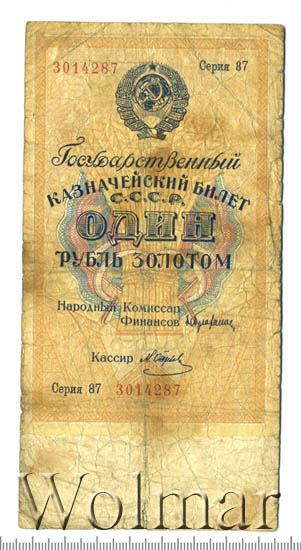 3014287 Серия 87
Государственный
КАЗНАЧЕЙСКИЙ БИЛЕТ
С.С.С.Р.
ОДИН
РУБЛЬ ЗОЛОТОМ
Народный Комиссар
Финансов
Кассир
Серия 87 3014287
Wolmar